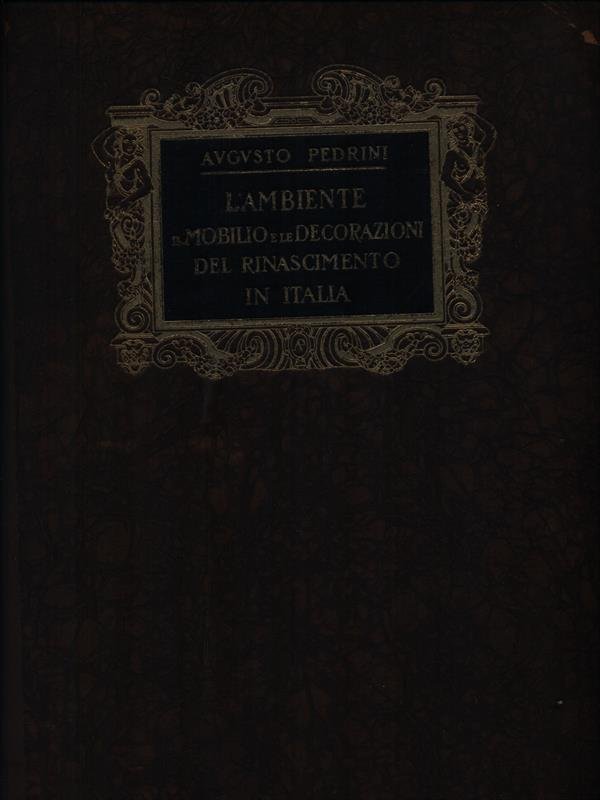 AVGVSTO PEDRINI
L'AMBIENTE
IL MOBILIO E LE DECORAZIONI
DEL RINASCIMENTO
IN ITALIA